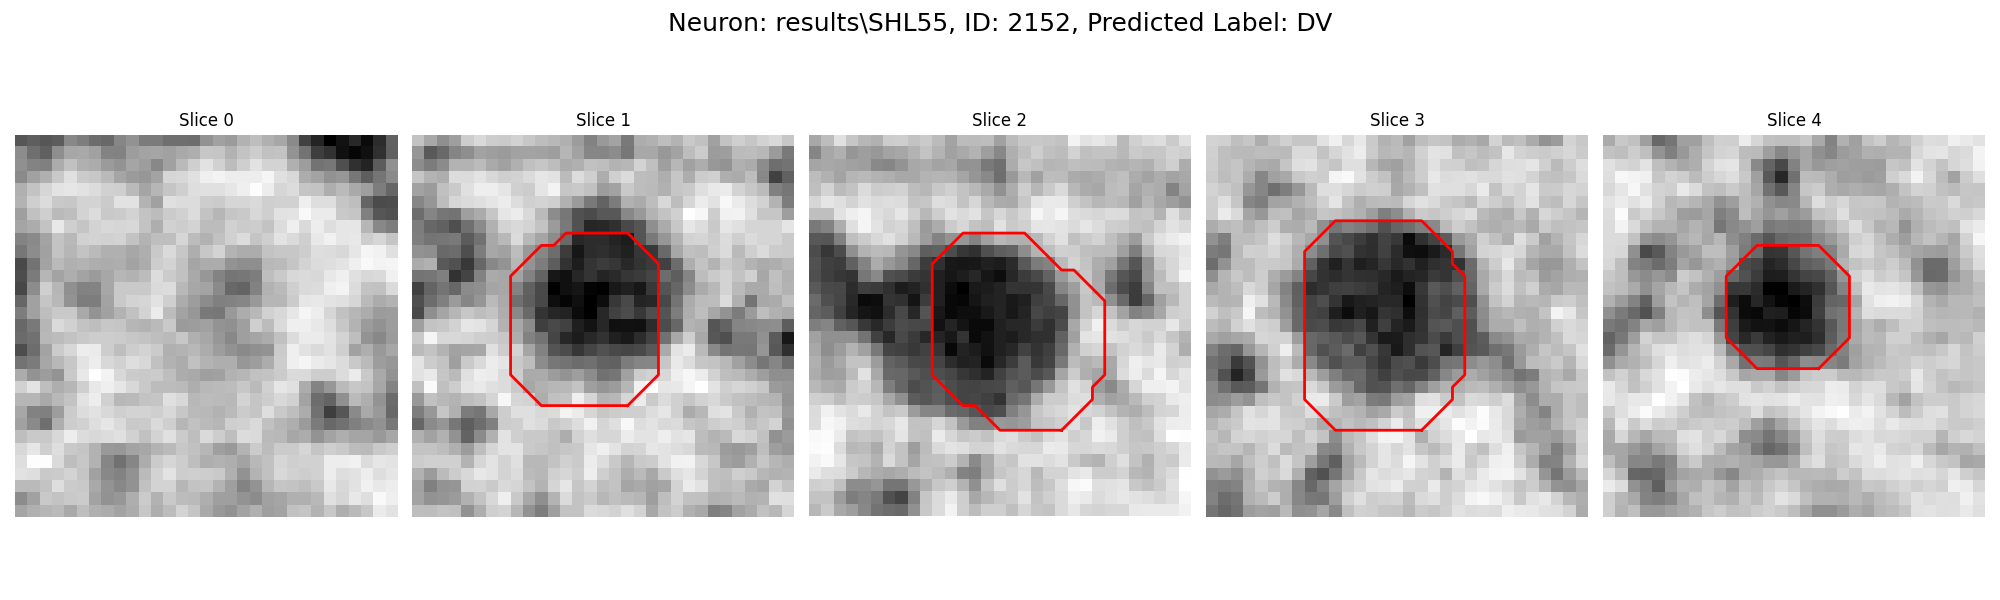 Neuron: results\SHL55, ID: 2152, Predicted Label: DV
Slice 0
Slice 1
Slice 2
Slice 3
Slice 4